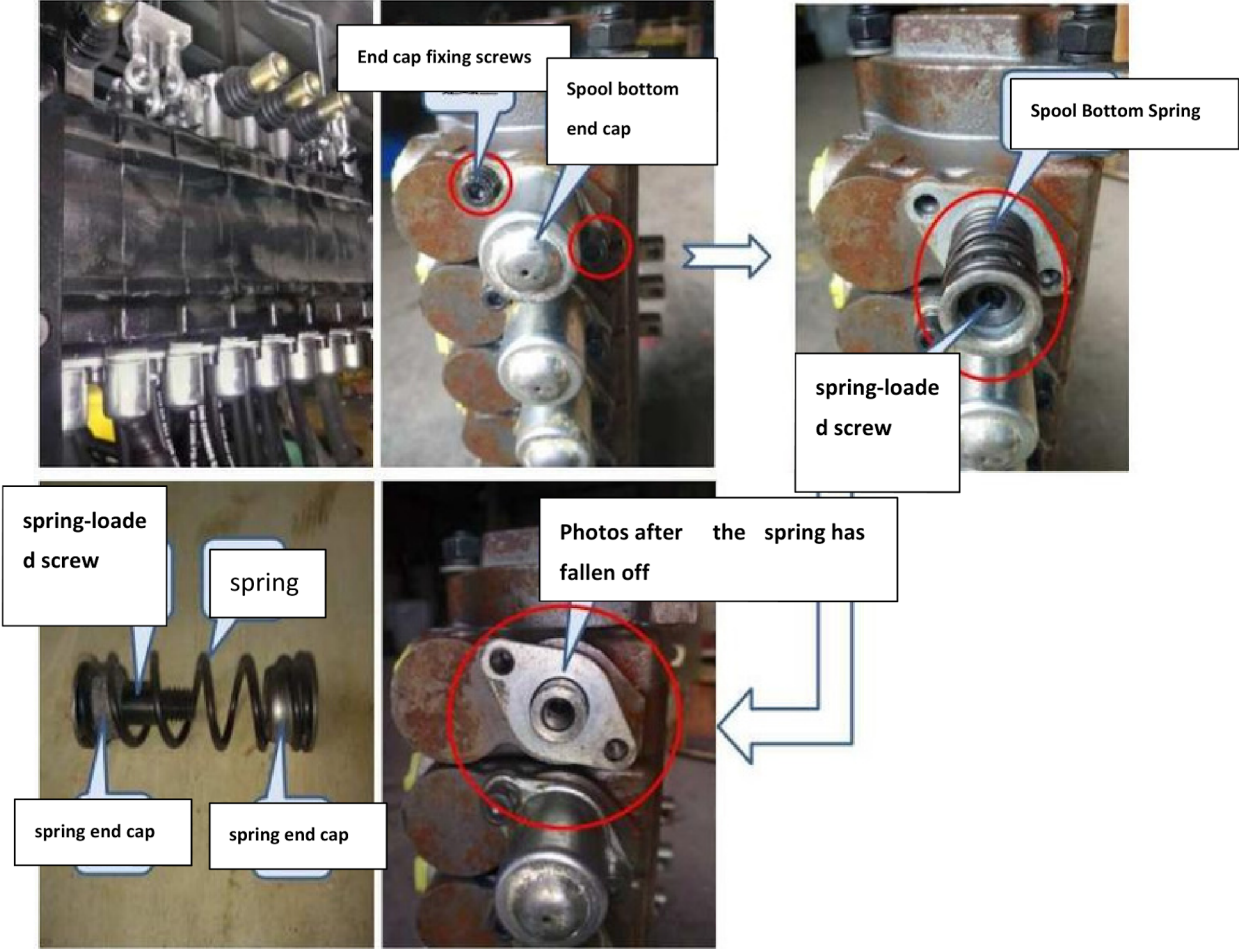 End cap fixing screws
Spool bottom
end cap
Spool Bottom Spring
spring-loade
d screw
spring-loade
d screw
spring
Photos after the spring has
fallen off
spring end cap
spring end cap